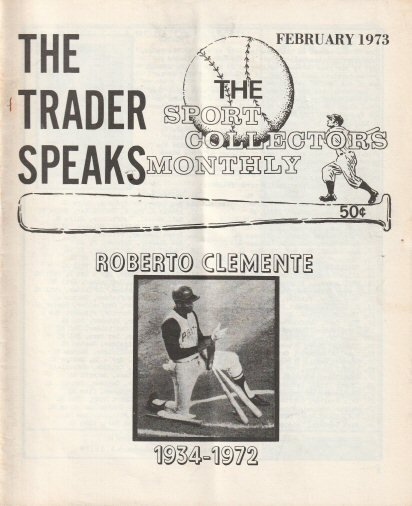 FEBRUARY 1973
THE
TRADER
SPEAKS
THE
SPORT
COLLECTORS
MONTHLY
50¢
ROBERTO CLEMENTE
1934-1972